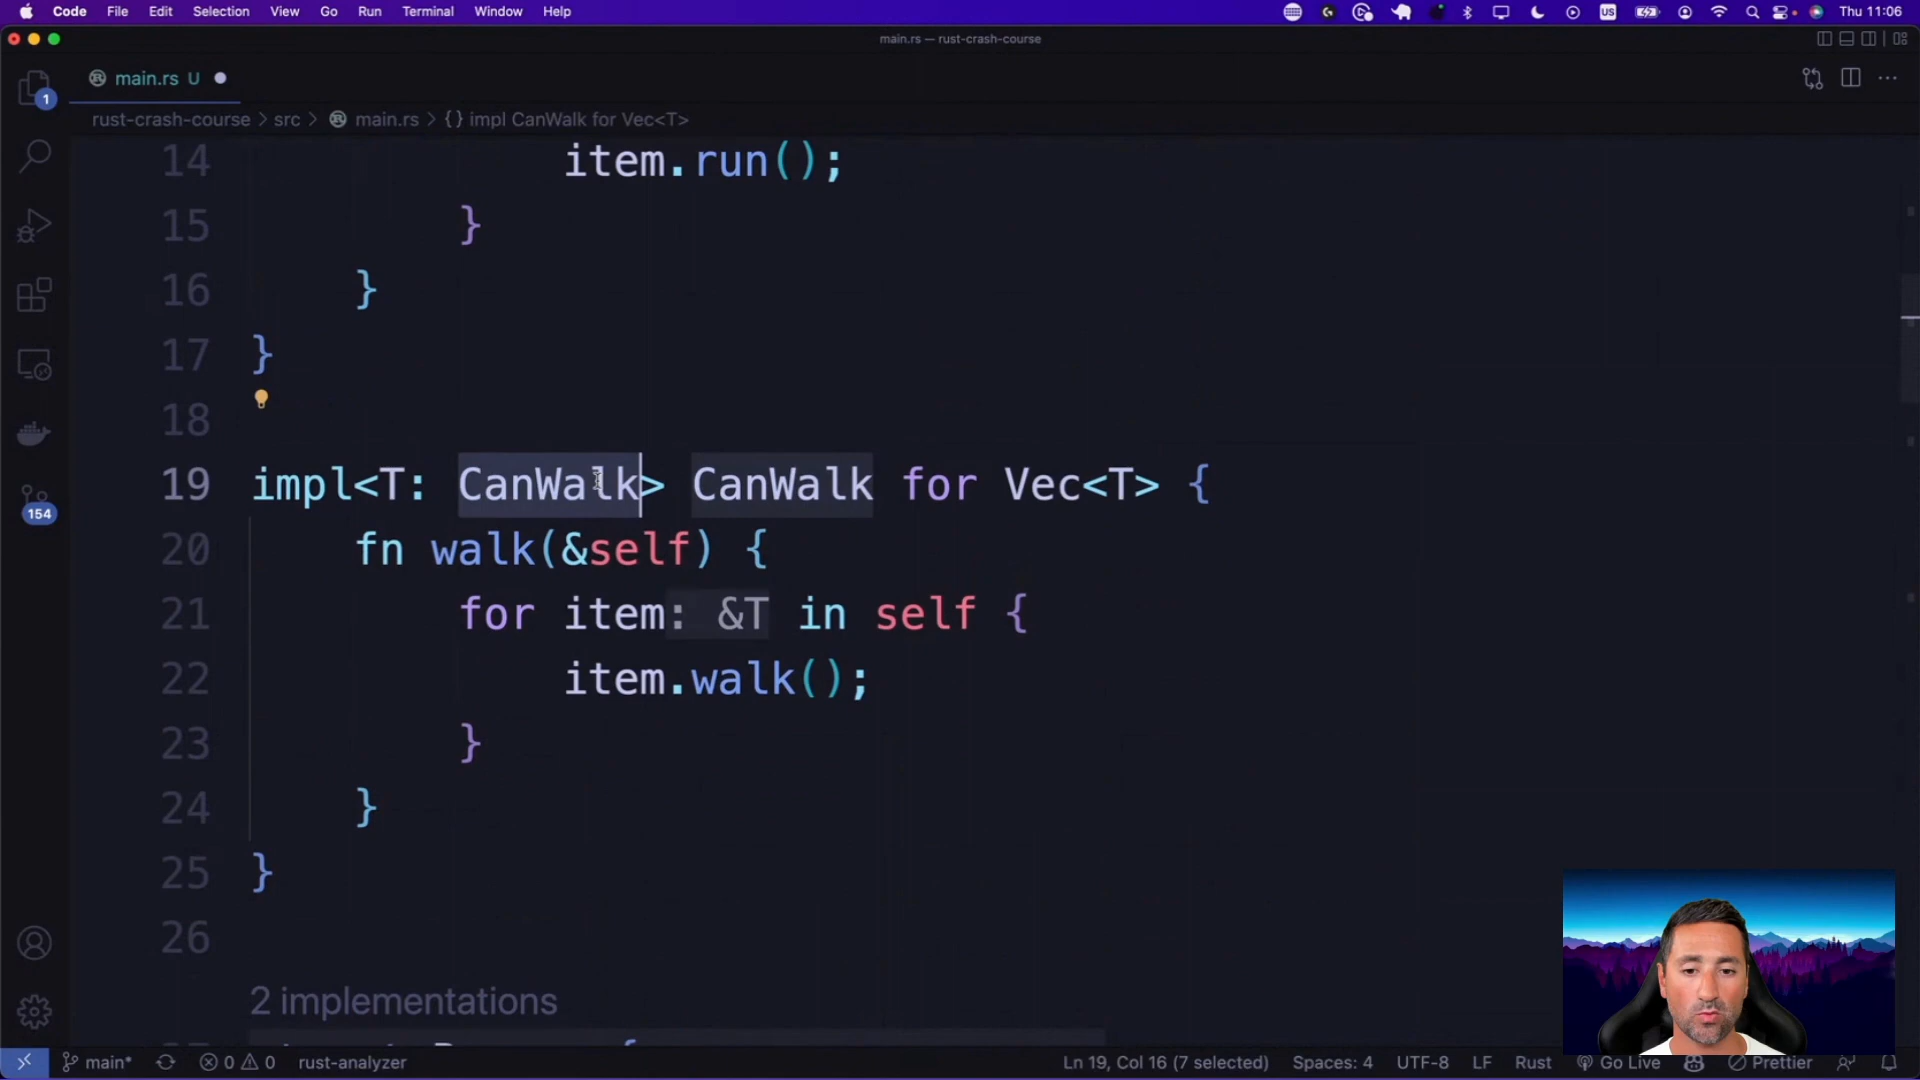 Code File Edit Selection View Go Run Terminal Window Help US Thu 11:06
main.rs — rust-crash-course
main.rs U
1
rust-crash-course > src > main.rs > {} impl CanWalk for Vec<T>
14 item.run();
15 }
16 }
17 }
18
19 impl<T: CanWalk> CanWalk for Vec<T> {
20 fn walk(&self) {
21 for item: &T in self {
22 item.walk();
23 }
24 }
25 }
26
154
2 implementations
main* 0 0 rust-analyzer Ln 19, Col 16 (7 selected) Spaces: 4 UTF-8 LF Rust Go Live Prettier